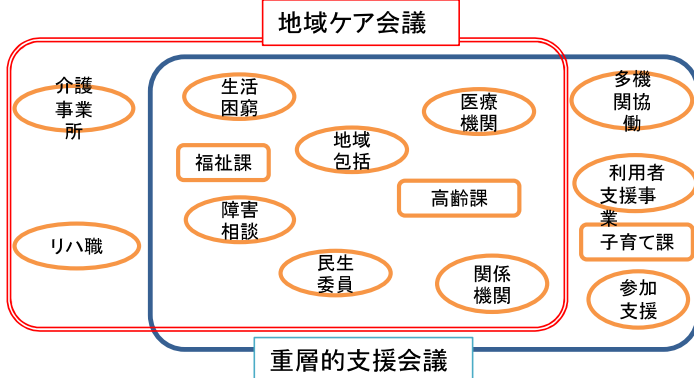 地域ケア会議
介護
事業
所
生活
困窮
医療
機関
多機
関協
働
地域
包括
福祉課
高齢課
利用者
支援事
業
障害
相談
リハ職
子育て課
民生
委員
関係
機関
参加
支援
重層的支援会議